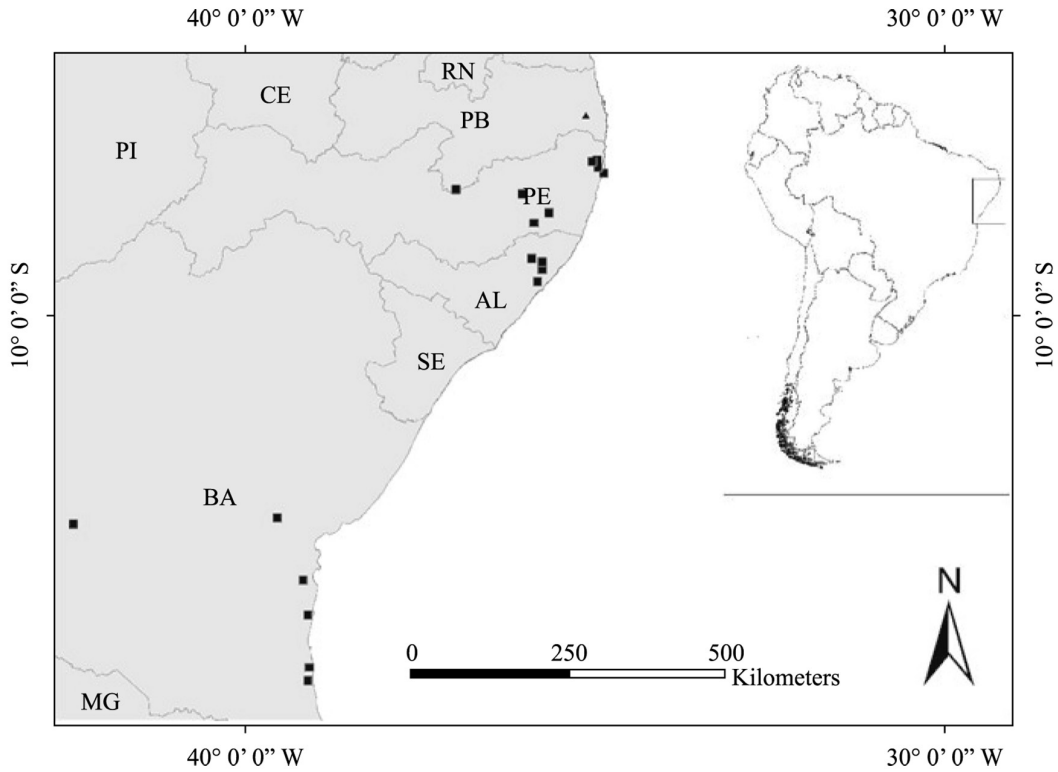 40° 0’ 0” W
30° 0’ 0” W
RN
CE
PB
PI
PE
10° 0’ 0” S
10° 0’ 0” S
AL
SE
BA
N
0 250 500
Kilometers
MG
40° 0’ 0” W
30° 0’ 0” W